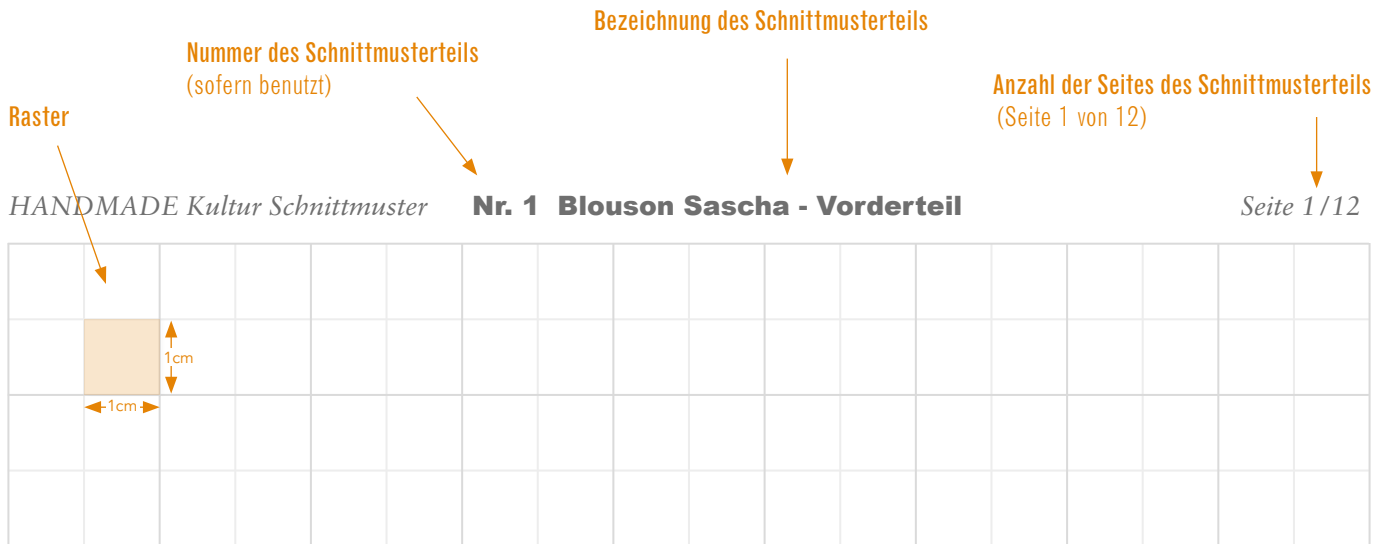 Bezeichnung des Schnittmusterteils
Nummer des Schnittmusterteils
(sofern benutzt)
Anzahl der Seites des Schnittmusterteils
(Seite 1 von 12)
Raster
HANDMADE Kultur Schnittmuster Nr. 1 Blouson Sascha - Vorderteil Seite 1/12
1cm
1cm